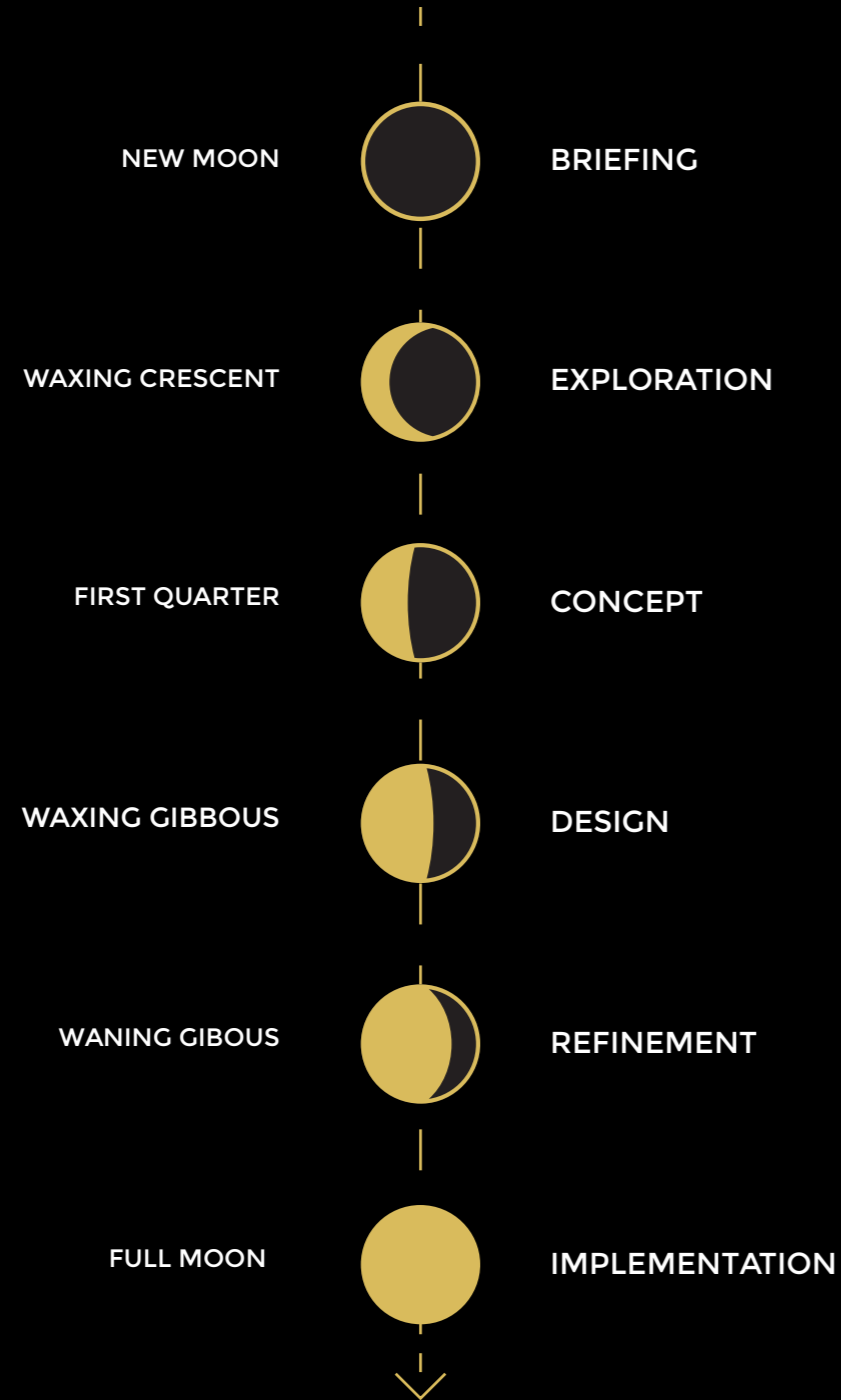 NEW MOON
BRIEFING
WAXING CRESCENT
EXPLORATION
FIRST QUARTER
CONCEPT
WAXING GIBBOUS
DESIGN
WANING GIBOUS
REFINEMENT
FULL MOON
IMPLEMENTATION